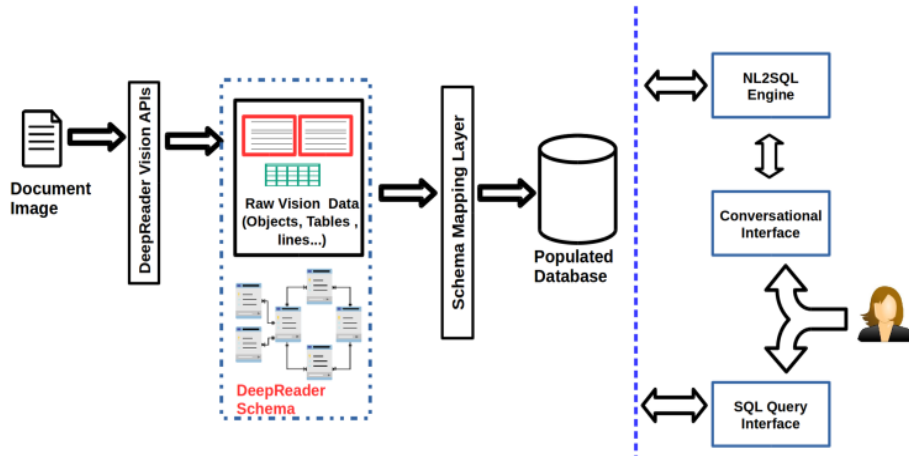 Document
Image
DeepReader Vision APIs
Raw Vision Data
(Objects, Tables ,
lines...)
DeepReader
Schema
Schema Mapping Layer
Populated
Database
NL2SQL
Engine
Conversational
Interface
SQL Query
Interface